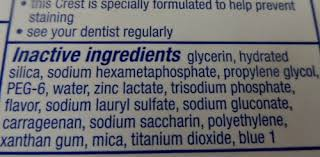 • this Crest is specially formulated to help prevent
staining
• see your dentist regularly
Inactive ingredients glycerin, hydrated
silica, sodium hexametaphosphate, propylene glycol,
PEG-6, water, zinc lactate, trisodium phosphate,
flavor, sodium lauryl sulfate, sodium gluconate,
carrageenan, sodium saccharin, polyethylene,
xanthan gum, mica, titanium dioxide, blue 1